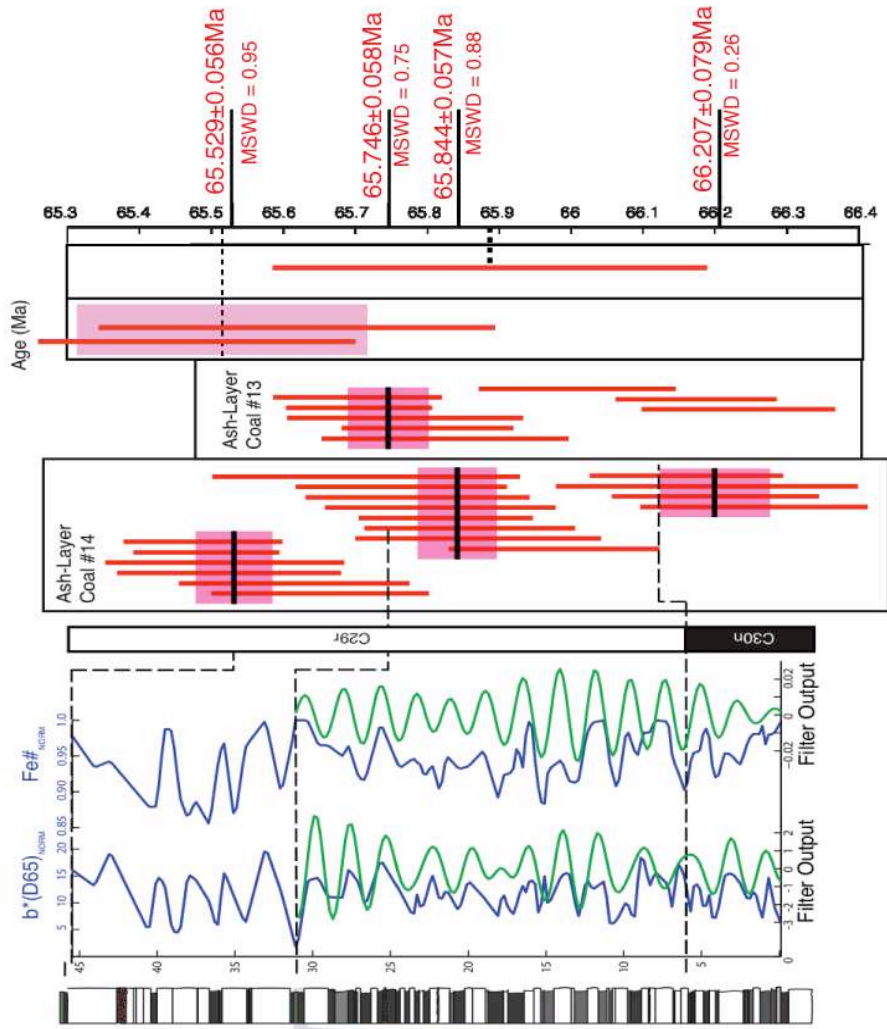 65.529±0.056Ma
MSWD = 0.95
65.746±0.058Ma
MSWD = 0.75
65.844±0.057Ma
MSWD = 0.88
66.207±0.079Ma
MSWD = 0.26
65.3
65.4
65.5
65.6
65.7
65.8
65.9
66
66.1
66.2
66.3
66.4
Age (Ma)
Ash-Layer
Coal #13
Ash-Layer
Coal #14
C29r
C30n
Fe# NORM
0.85
0.90
0.95
1.0
Filter Output
−0.02
0
0.02
b*(D65) NORM
5
10
15
20
Filter Output
-3
-2
-1
0
1
2
45
40
35
30
25
20
15
10
5
0